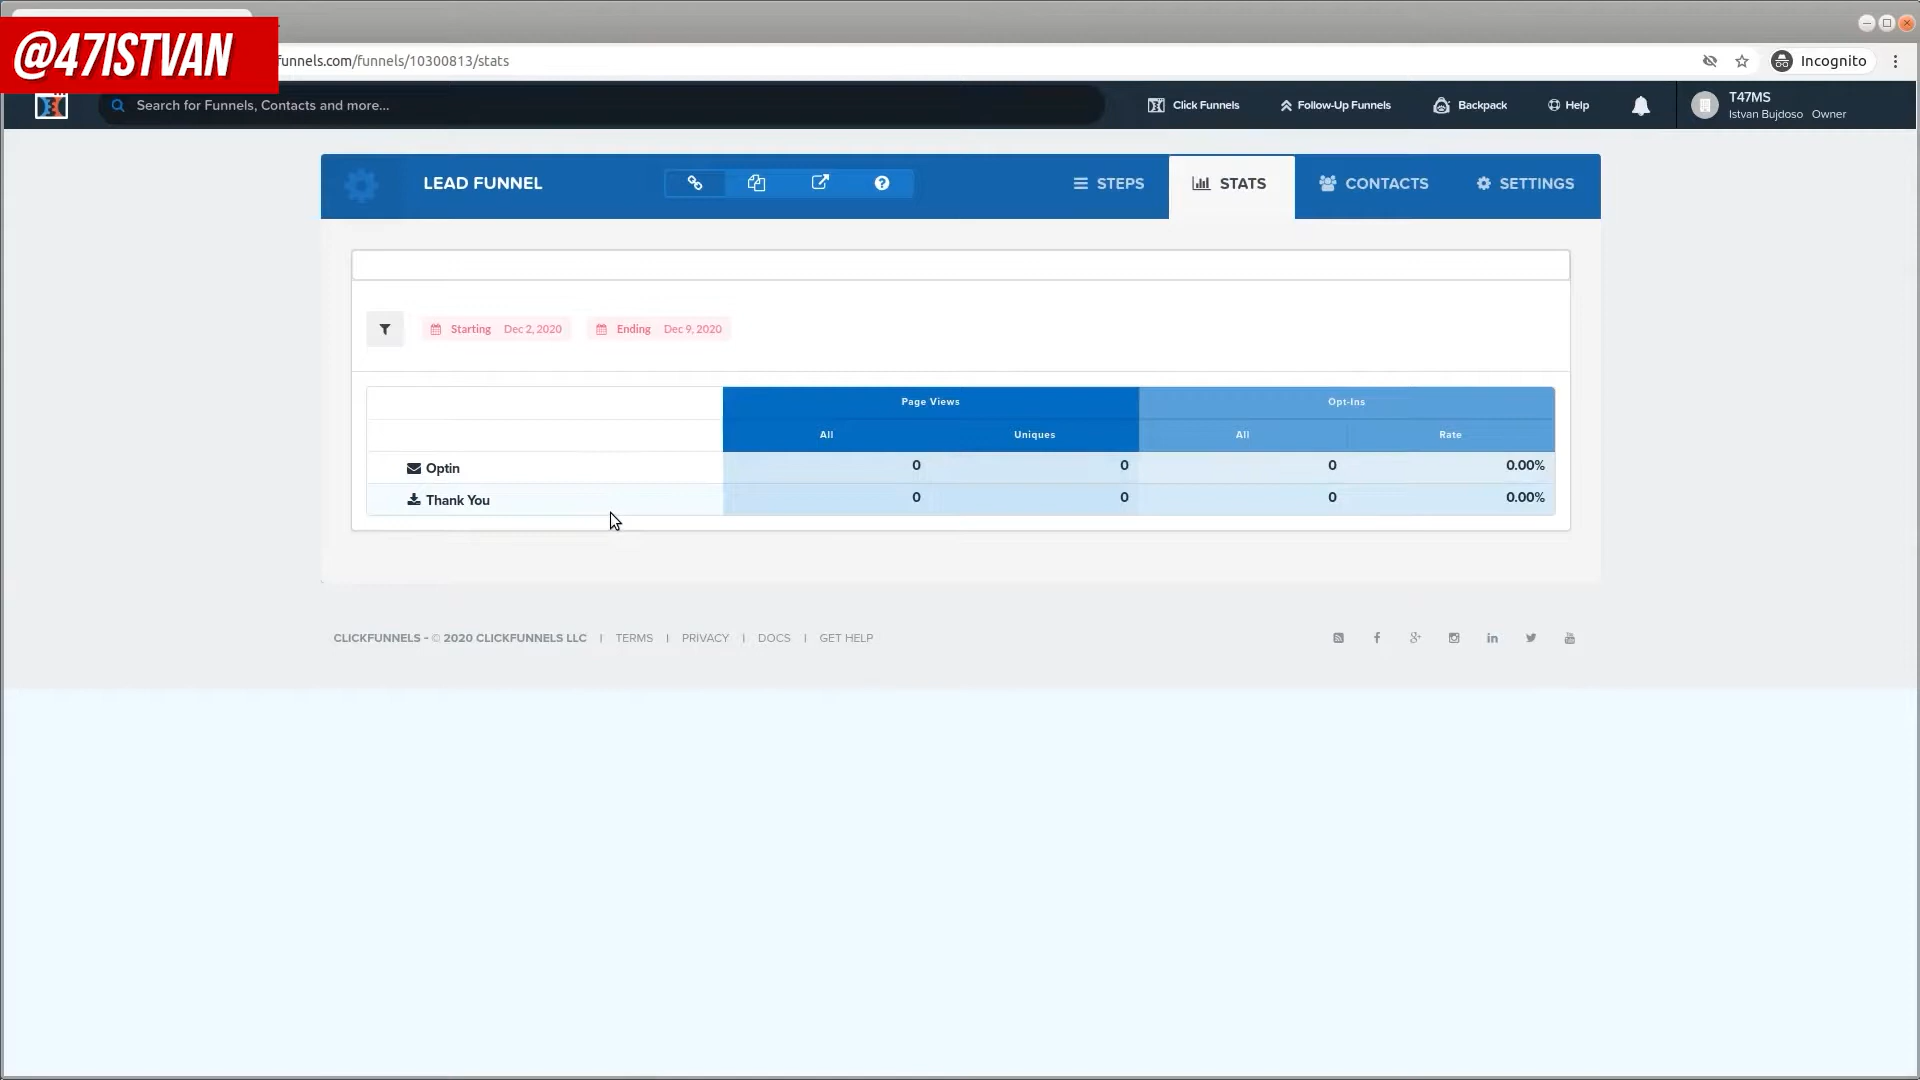 @47ISTVAN
funnels.com/funnels/10300813/stats
Incognito
Search for Funnels, Contacts and more...
Click Funnels
Follow-Up Funnels
Backpack
Help
T47MS
Istvan Bujdoso Owner
LEAD FUNNEL
STEPS
STATS
CONTACTS
SETTINGS
Starting Dec 2, 2020
Ending Dec 9, 2020
Page Views Opt-Ins
All Uniques All Rate
Optin 0 0 0 0.00%
Thank You 0 0 0 0.00%
CLICKFUNNELS - © 2020 CLICKFUNNELS LLC | TERMS | PRIVACY | DOCS | GET HELP